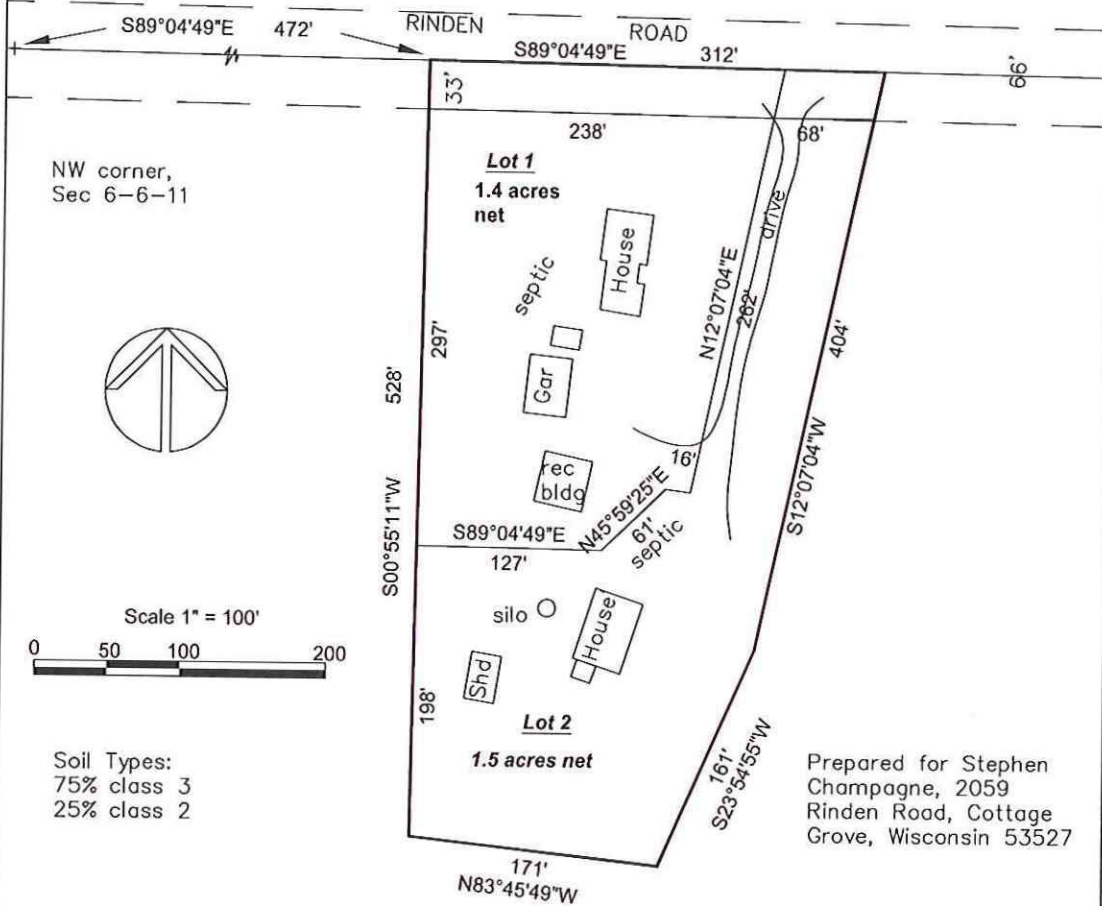 S89°04'49"E 472'
RINDEN ROAD
S89°04'49"E 312'
66'
33'
238'
68'
NW corner,
Sec 6-6-11
Lot 1
1.4 acres
net
House
septic
drive
N12°07'04"E
262'
297'
404'
Gar
528'
S00°55'11"W
16'
rec
bldg
N45°59'25"E
61'
septic
S12°07'04"W
S89°04'49"E
127'
Scale 1" = 100'
0 50 100 200
silo
House
Shd
198'
Lot 2
1.5 acres net
161'
S23°54'55"W
Soil Types:
75% class 3
25% class 2
Prepared for Stephen
Champagne, 2059
Rinden Road, Cottage
Grove, Wisconsin 53527
171'
N83°45'49"W